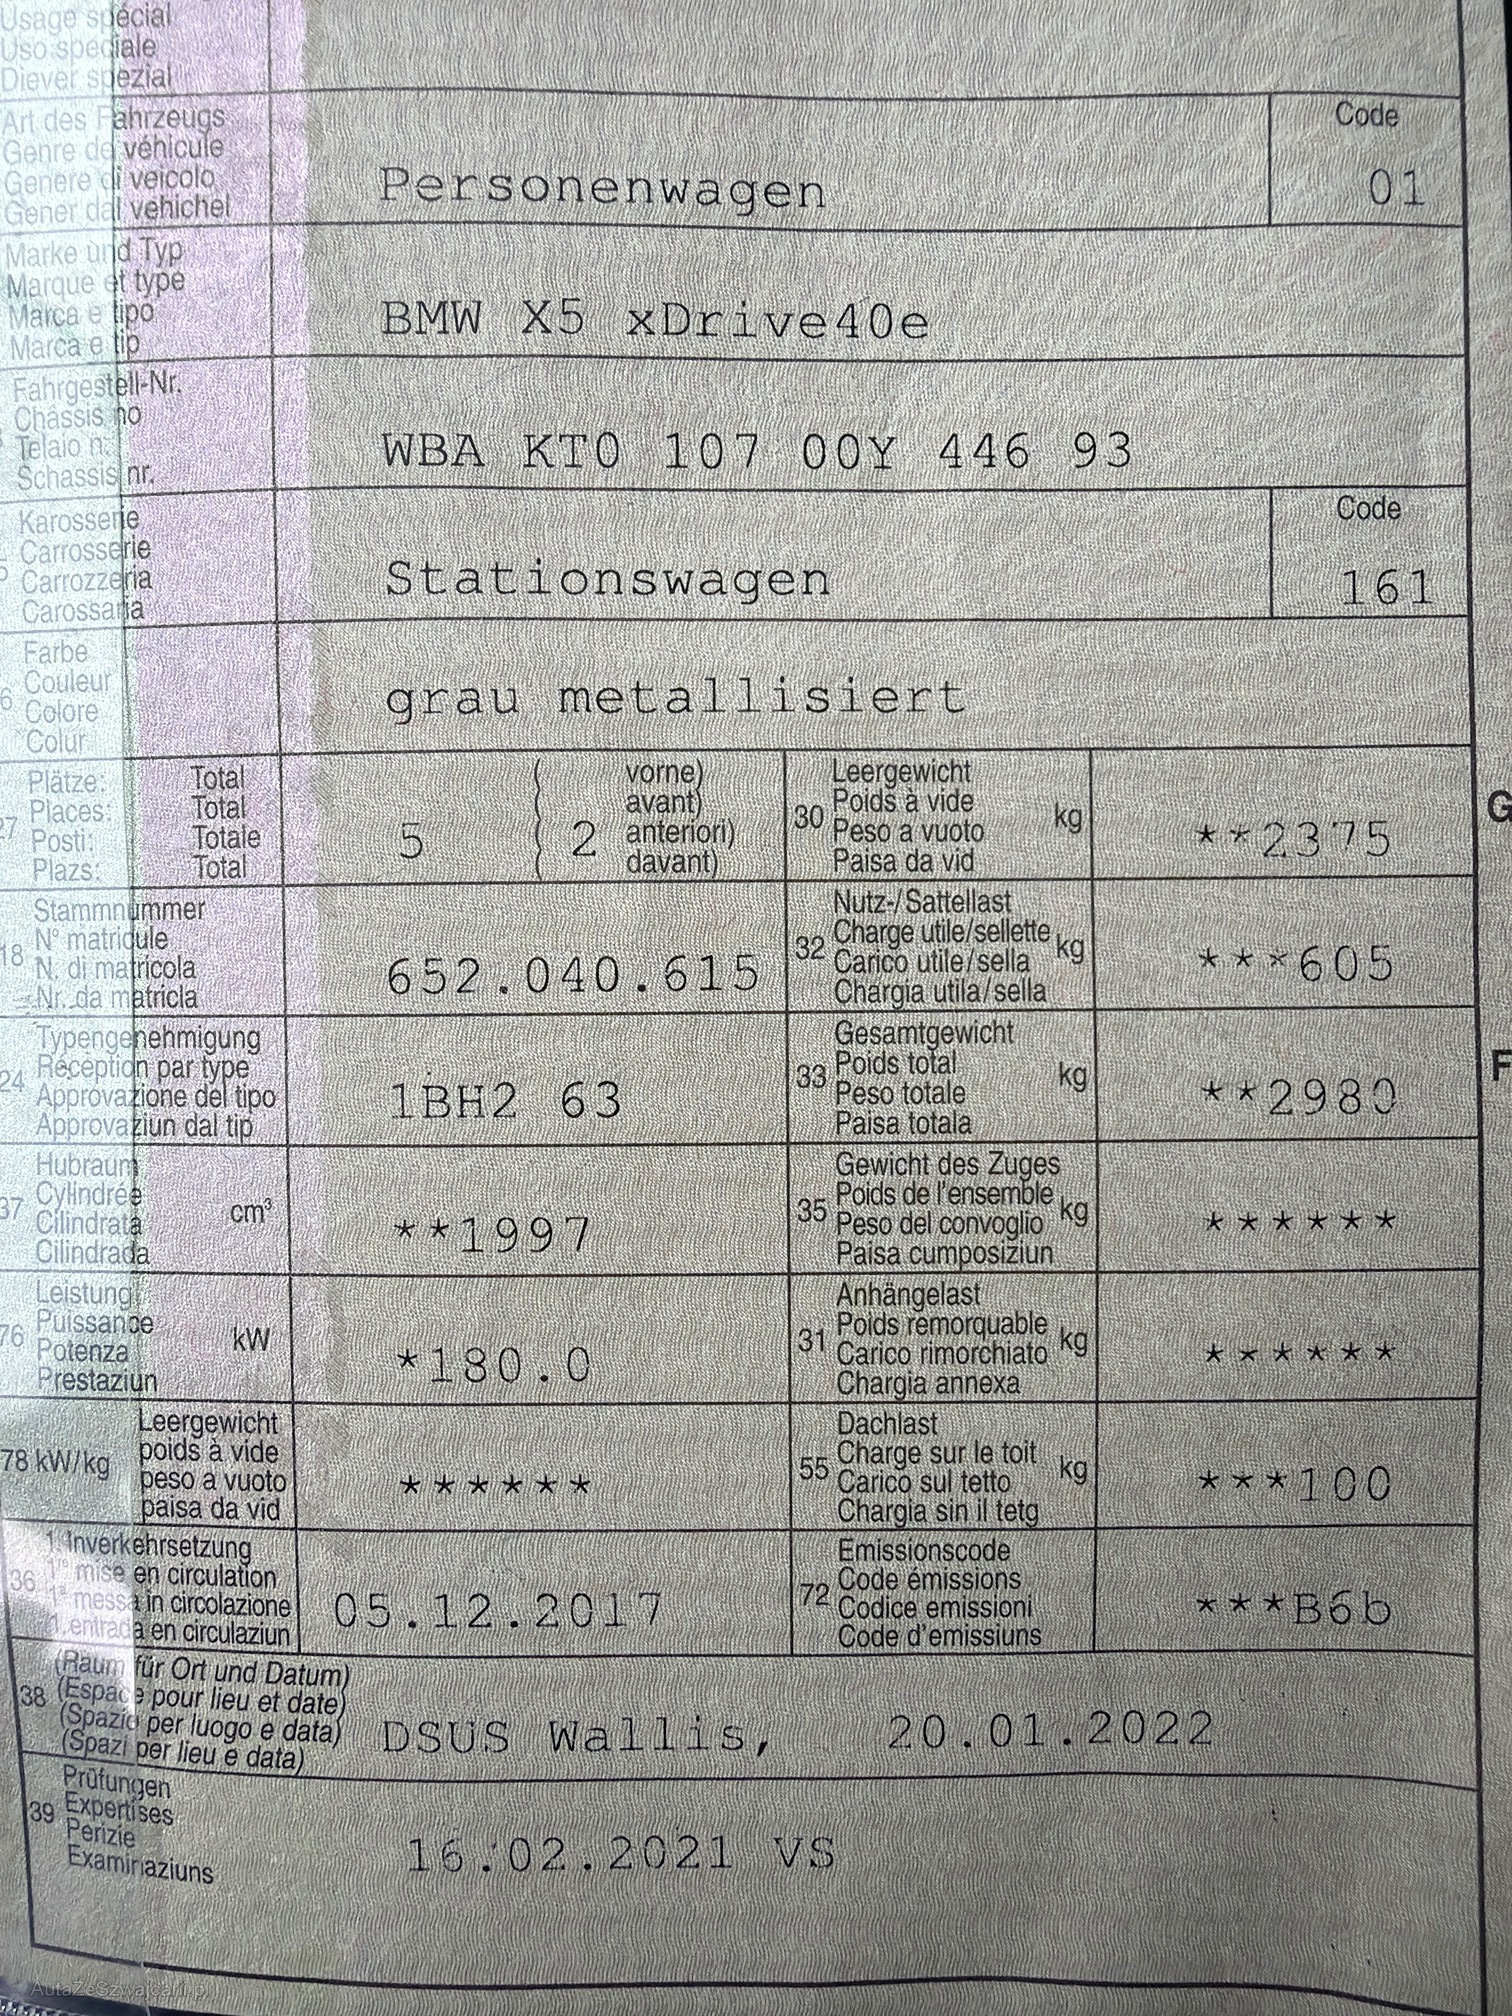 Usage spécial
Uso speciale
Diever spezial
Art des Fahrzeugs
Genre de véhicule
Genere di veicolo
Gener dal vehichel
Personenwagen
Code
01
Marke und Typ
Marque et type
Marca e tipo
Marca e tip
BMW X5 xDrive40e
Fahrgestell-Nr.
Châssis no
Telaio n.
Schassis nr.
WBA KT0 107 00Y 446 93
Karosserie
Carrosserie
Carrozzeria
Carossaria
Stationswagen
Code
161
Farbe
Couleur
Colore
Colur
grau metallisiert
27
Plätze: Total
Places: Total
Posti: Totale
Plazs: Total
5
( 2
vorne)
avant)
anteriori)
davant)
30
Leergewicht
Poids à vide
Peso a vuoto
Paisa da vid
kg
**2375
G
18
Stammnummer
N° matricule
N. di matricola
Nr. da matricla
652.040.615
32
Nutz-/Sattellast
Charge utile/sellette
Carico utile/sella
Chargia utila/sella
kg
***605
24
Typengenehmigung
Réception par type
Approvazione del tipo
Approvaziun dal tip
1BH2 63
33
Gesamtgewicht
Poids total
Peso totale
Paisa totala
kg
**2980
F
37
Hubraum
Cylindrée
Cilindrata
Cilindrada
cm³
**1997
35
Gewicht des Zuges
Poids de l'ensemble
Peso del convoglio
Paisa cumposiziun
kg
******
76
Leistung
Puissance
Potenza
Prestaziun
kW
*180.0
31
Anhängelast
Poids remorquable
Carico rimorchiato
Chargia annexa
kg
******
78 kW/kg
Leergewicht
poids à vide
peso a vuoto
paisa da vid
******
55
Dachlast
Charge sur le toit
Carico sul tetto
Chargia sin il tetg
kg
***100
36
1. Inverkehrsetzung
1re mise en circulation
1a messa in circolazione
1. entrada en circulaziun
05.12.2017
72
Emissionscode
Code émissions
Codice emissioni
Code d'emissiuns
***B6b
38
(Raum für Ort und Datum)
(Espace pour lieu et date)
(Spazio per luogo e data)
(Spazi per lieu e data)
DSUS Wallis, 20.01.2022
39
Prüfungen
Expertises
Perizie
Examinaziuns
16.02.2021 VS
AutaZeSzwajcarii.pl